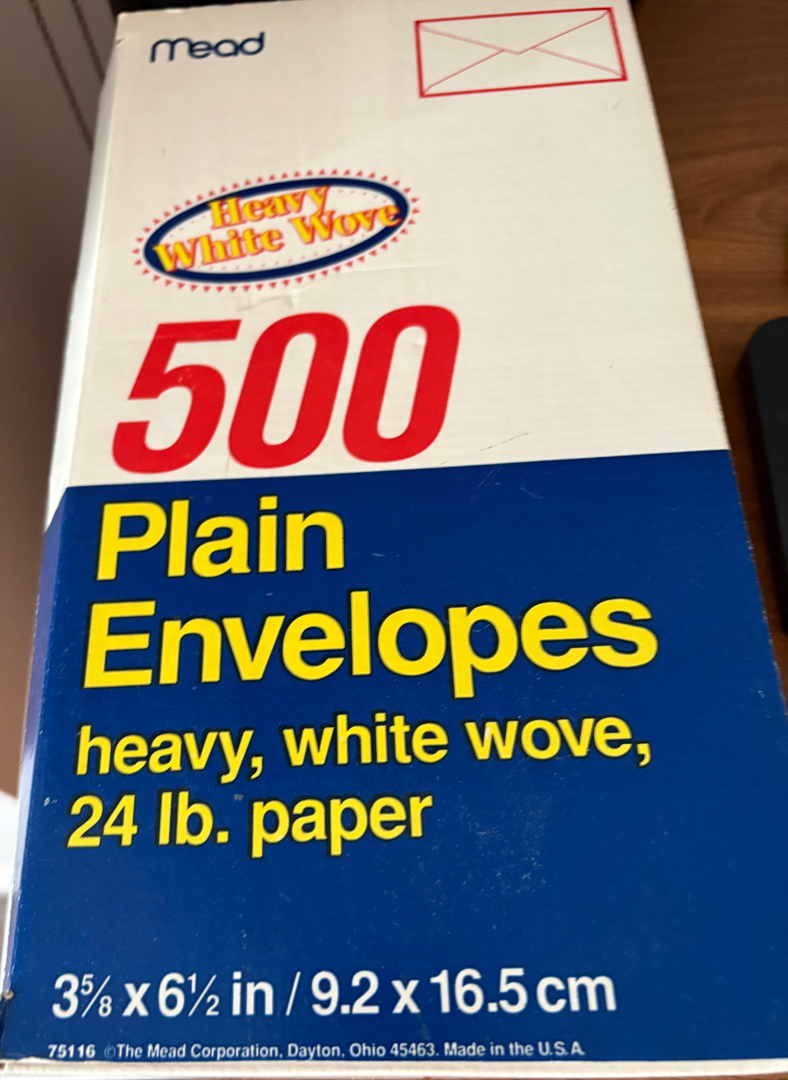 Mead
Heavy
White Wove
500
Plain
Envelopes
heavy, white wove,
24 lb. paper
3⅝ x 6½ in / 9.2 x 16.5 cm
75116 ©The Mead Corporation, Dayton, Ohio 45463. Made in the U.S.A.